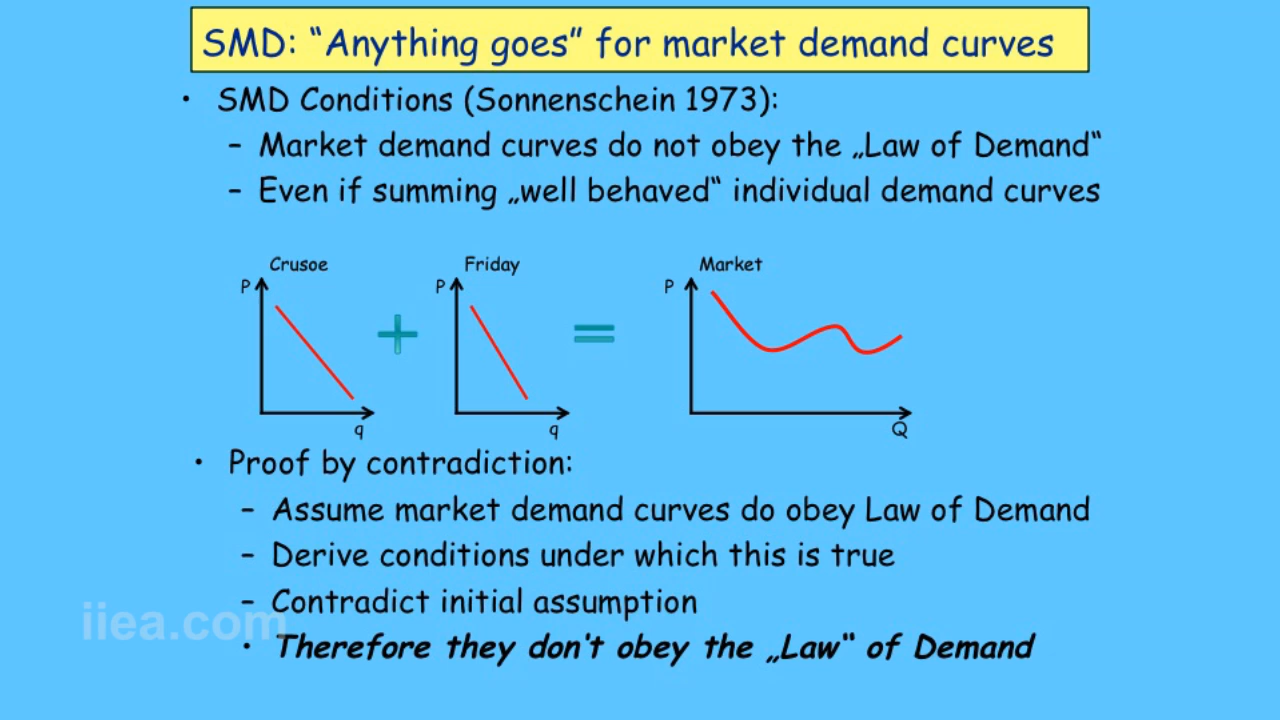 SMD: “Anything goes” for market demand curves
• SMD Conditions (Sonnenschein 1973):
– Market demand curves do not obey the „Law of Demand“
– Even if summing „well behaved“ individual demand curves
Crusoe
Friday
Market
P
P
P
+
=
q
q
Q
• Proof by contradiction:
– Assume market demand curves do obey Law of Demand
– Derive conditions under which this is true
– Contradict initial assumption
iiea.com
• Therefore they don‘t obey the „Law“ of Demand